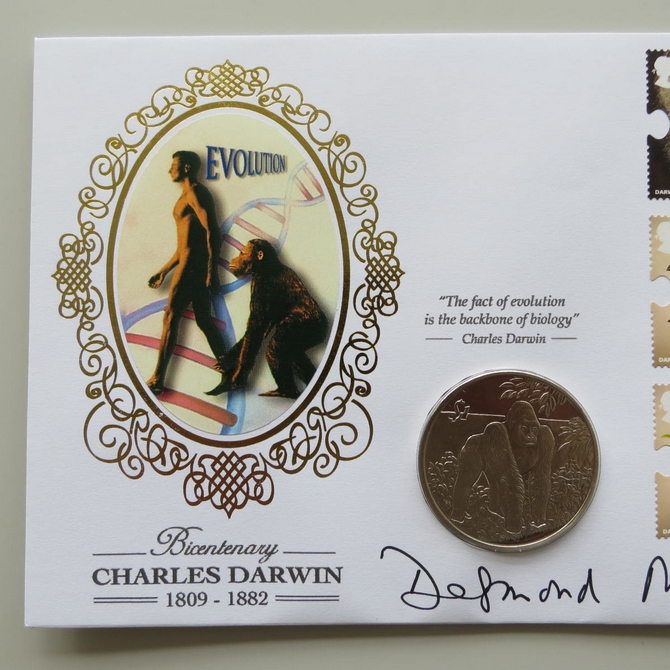 EVOLUTION
"The fact of evolution
is the backbone of biology"
Charles Darwin
Bicentenary
CHARLES DARWIN
1809 - 1882
Desmond